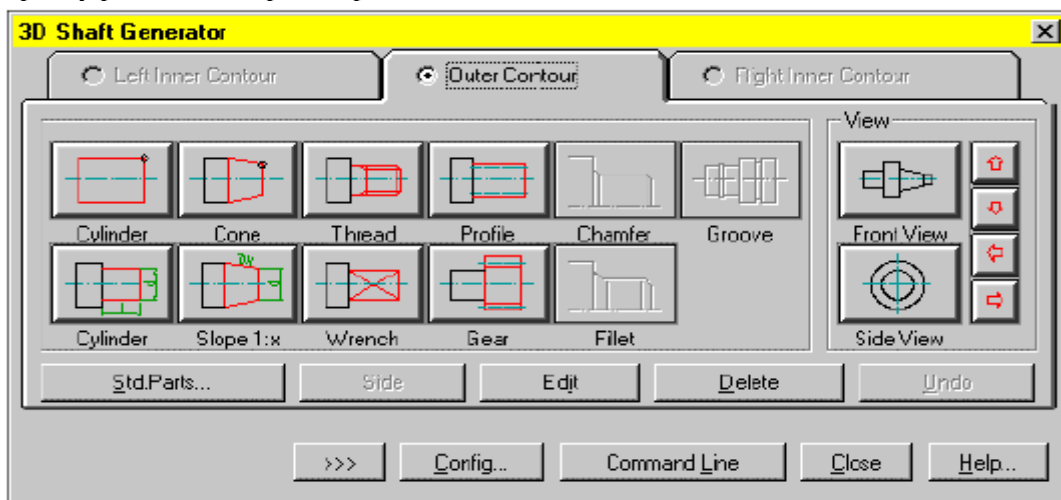 3D Shaft Generator
Left Inner Contour Outer Contour Right Inner Contour
View
Cylinder Cone Thread Profile Chamfer Groove Front View
Cylinder Slope 1:x Wrench Gear Fillet Side View
Std.Parts... Side Edit Delete Undo
>>> Config... Command Line Close Help...